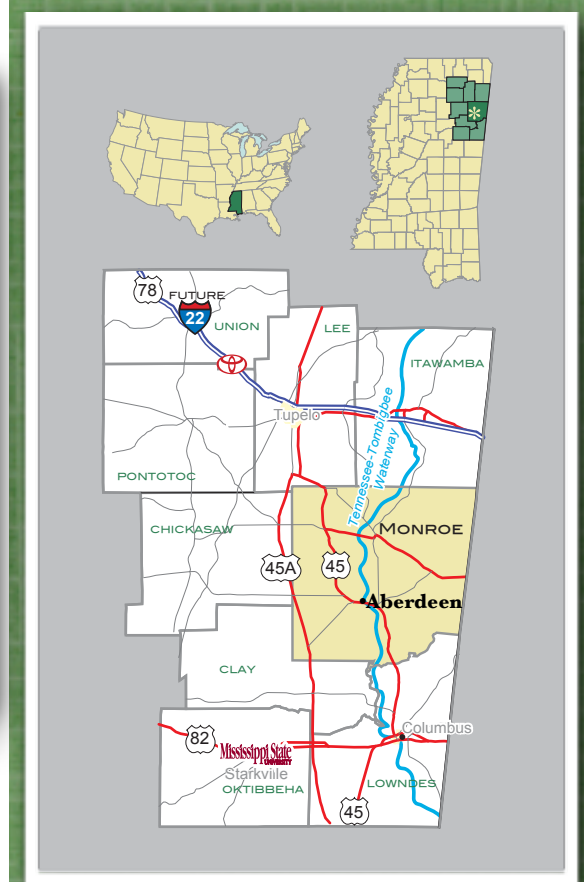 78
FUTURE
22
UNION
LEE
ITAWAMBA
Tupelo
Tennessee-Tombigbee
Waterway
PONTOTOC
CHICKASAW
MONROE
45A
45
Aberdeen
CLAY
82
Mississippi State
UNIVERSITY
Starkville
OKTIBBEHA
Columbus
LOWNDES
45